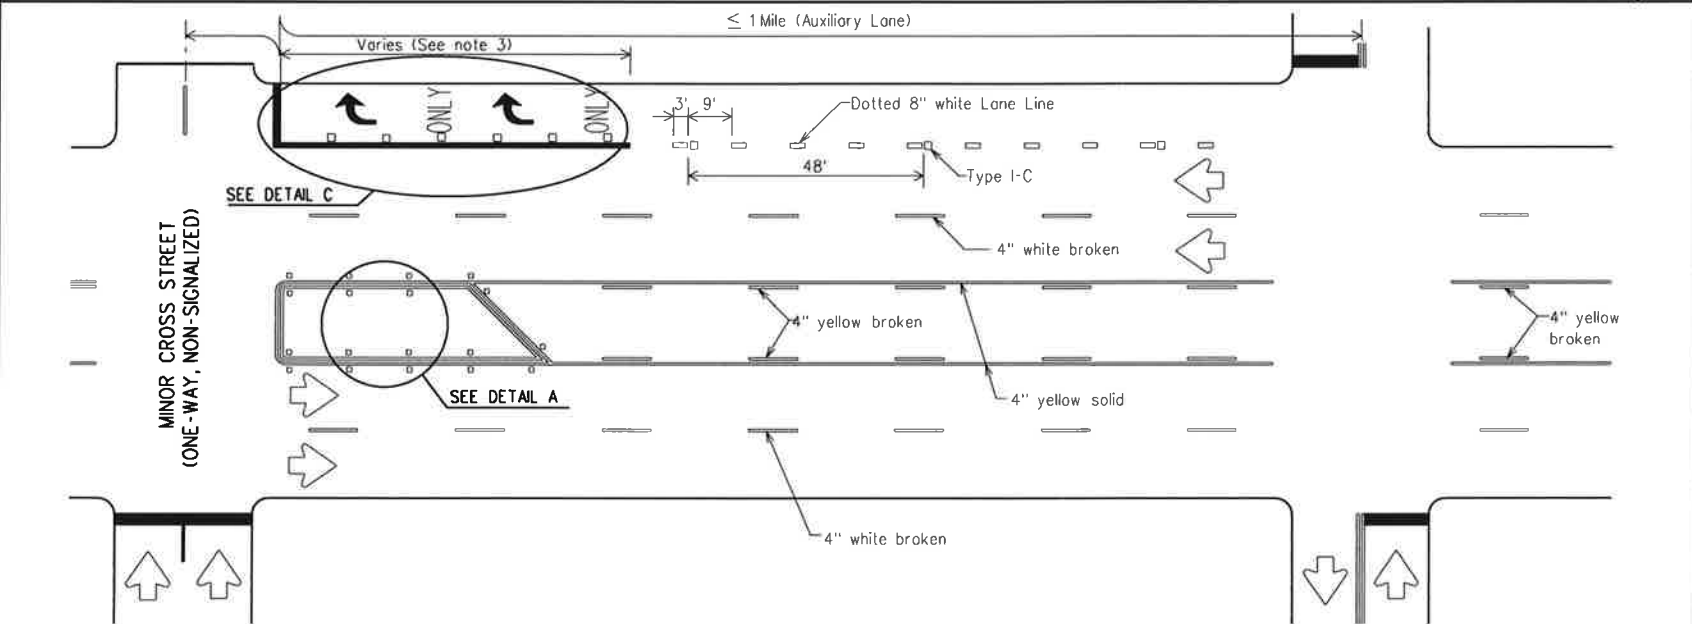 ≤ 1 Mile (Auxiliary Lane)
Varies (See note 3)
ONLY
ONLY
3' 9'
Dotted 8" white Lane Line
48'
Type I-C
SEE DETAIL C
4" white broken
MINOR CROSS STREET
(ONE-WAY, NON-SIGNALIZED)
4" yellow broken
4" yellow
broken
SEE DETAIL A
4" yellow solid
4" white broken